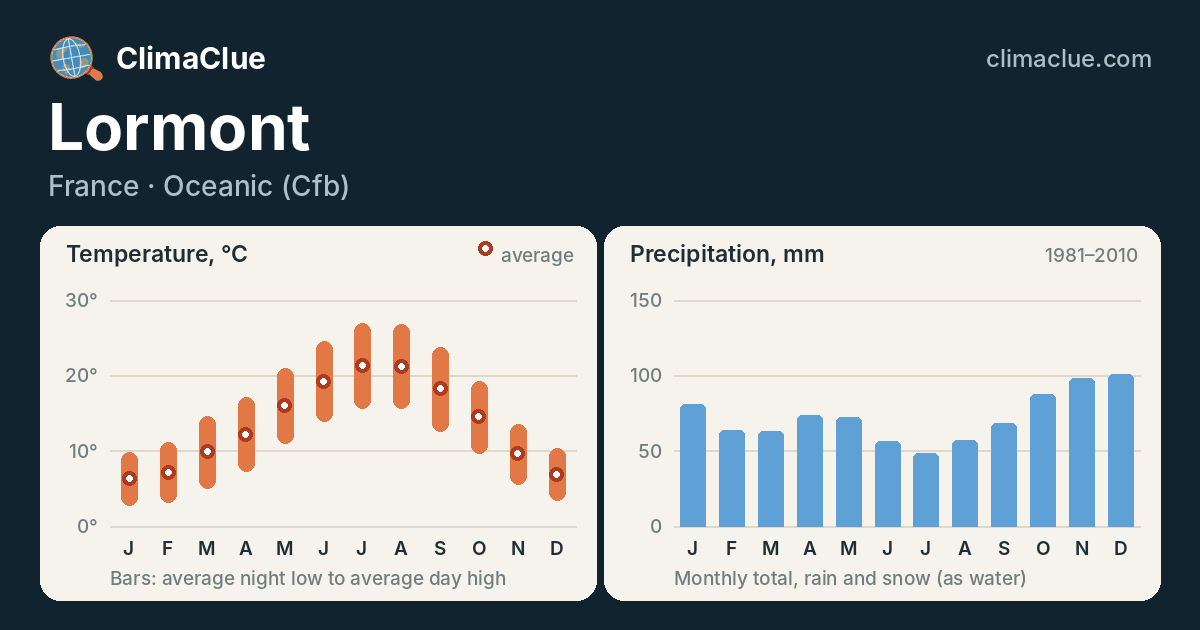 ClimaClue
climaclue.com
Lormont
France · Oceanic (Cfb)
Temperature, °C
average
30°
20°
10°
0°
J F M A M J J A S O N D
Bars: average night low to average day high
Precipitation, mm
1981–2010
150
100
50
0
J F M A M J J A S O N D
Monthly total, rain and snow (as water)